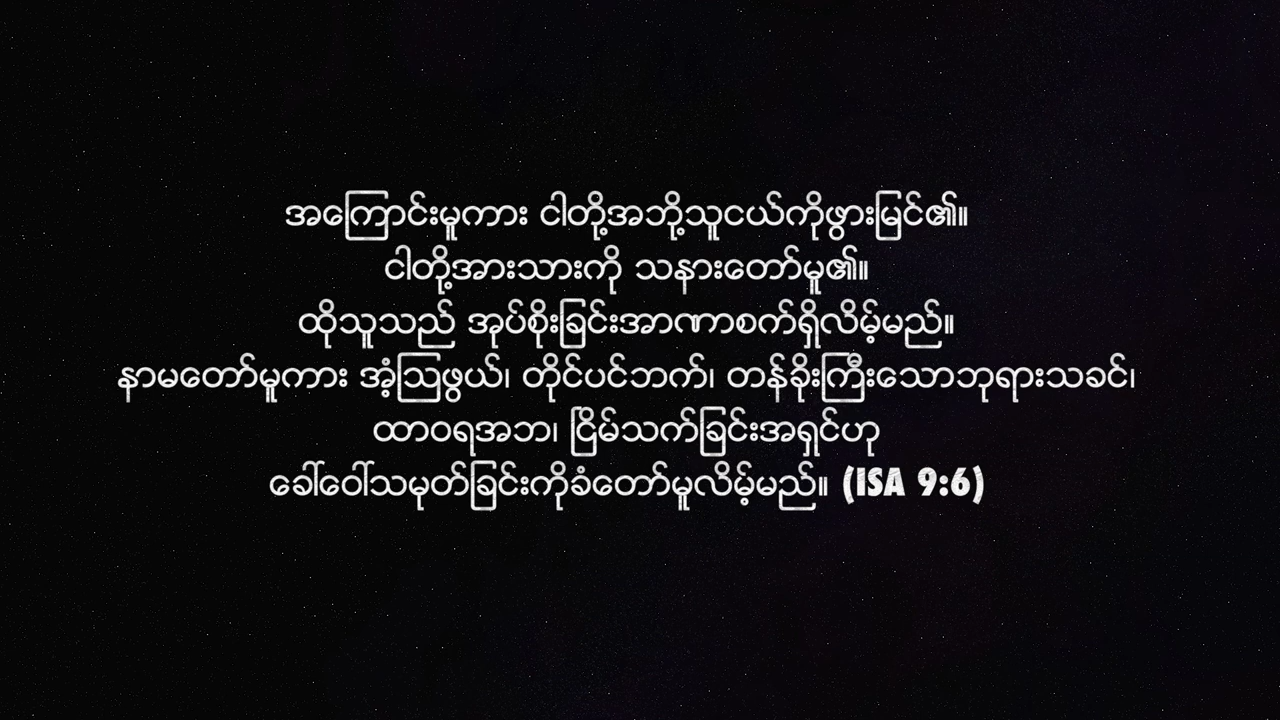 အကြောင်းမူကား ငါတို့အဘို့သူငယ်ကိုဖွားမြင်၏။
ငါတို့အားသားကို သနားတော်မူ၏။
ထိုသူသည် အုပ်စိုးခြင်းအာဏာစက်ရှိလိမ့်မည်။
နာမတော်မူကား အံ့ဩဖွယ်၊ တိုင်ပင်ဘက်၊ တန်ခိုးကြီးသောဘုရားသခင်၊
ထာဝရအဘ၊ ငြိမ်သက်ခြင်းအရှင်ဟု
ခေါ်ဝေါ်သမုတ်ခြင်းကိုခံတော်မူလိမ့်မည်။ (ISA 9:6)